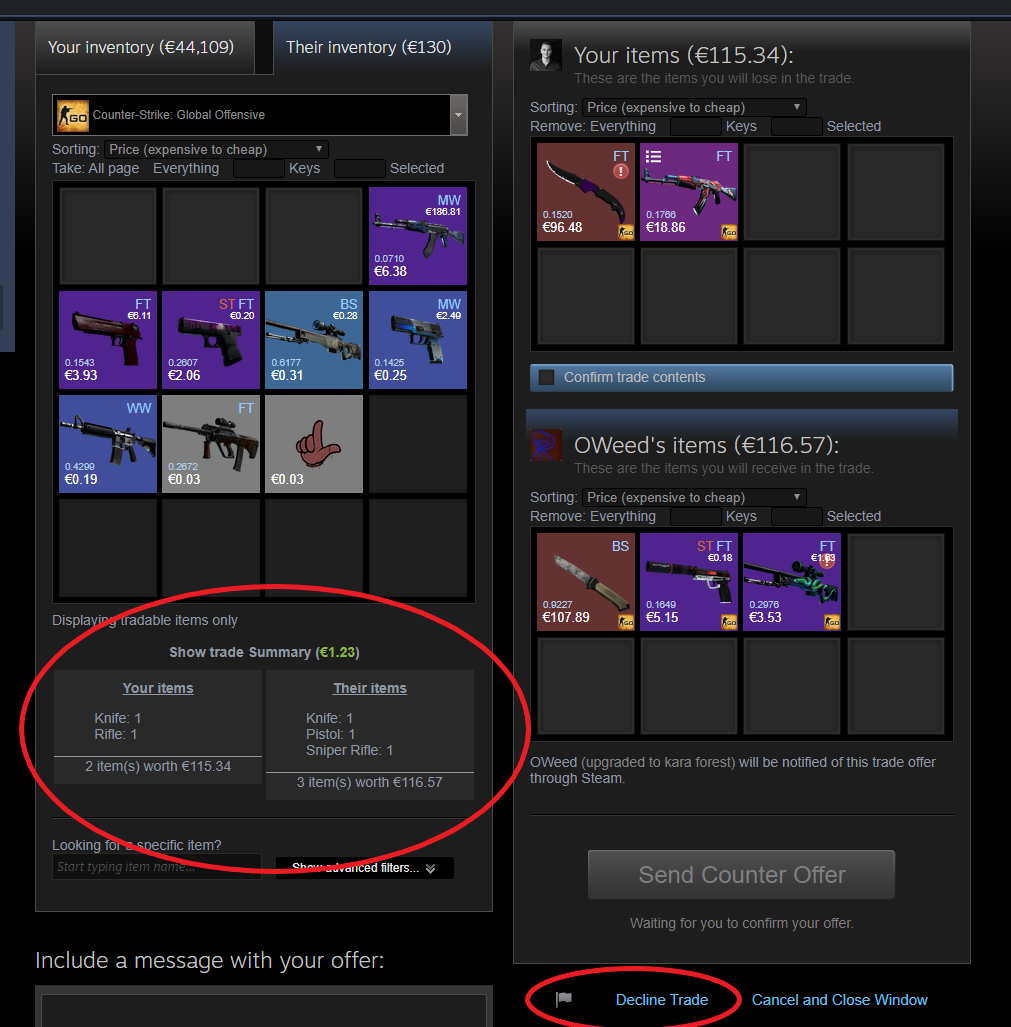 Your inventory (€44,109)
Their inventory (€130)
GO
Counter-Strike: Global Offensive
Sorting: Price (expensive to cheap)
Take: All page Everything Keys Selected
MW
€186.81
0.0710
€6.38
FT
€6.11
0.1543
€3.93
ST FT
€0.20
0.2607
€2.06
BS
€0.28
0.6177
€0.31
MW
€2.49
0.1425
€0.25
WW
0.4299
€0.19
FT
0.2672
€0.03
€0.03
Displaying tradable items only
Show trade Summary (€1.23)
Your items
Knife: 1
Rifle: 1
2 item(s) worth €115.34
Their items
Knife: 1
Pistol: 1
Sniper Rifle: 1
3 item(s) worth €116.57
Looking for a specific item?
Start typing item name...
Show advanced filters...
Include a message with your offer:
Your items (€115.34):
These are the items you will lose in the trade.
Sorting: Price (expensive to cheap)
Remove: Everything Keys Selected
FT
0.1520
€96.48
GO
FT
0.1766
€18.86
GO
Confirm trade contents
OWeed's items (€116.57):
These are the items you will receive in the trade.
Sorting: Price (expensive to cheap)
Remove: Everything Keys Selected
BS
0.9227
€107.89
GO
ST FT
€0.18
0.1649
€5.15
GO
FT
0.2976
€3.53
GO
OWeed (upgraded to kara forest) will be notified of this trade offer
through Steam.
Send Counter Offer
Waiting for you to confirm your offer.
Decline Trade
Cancel and Close Window